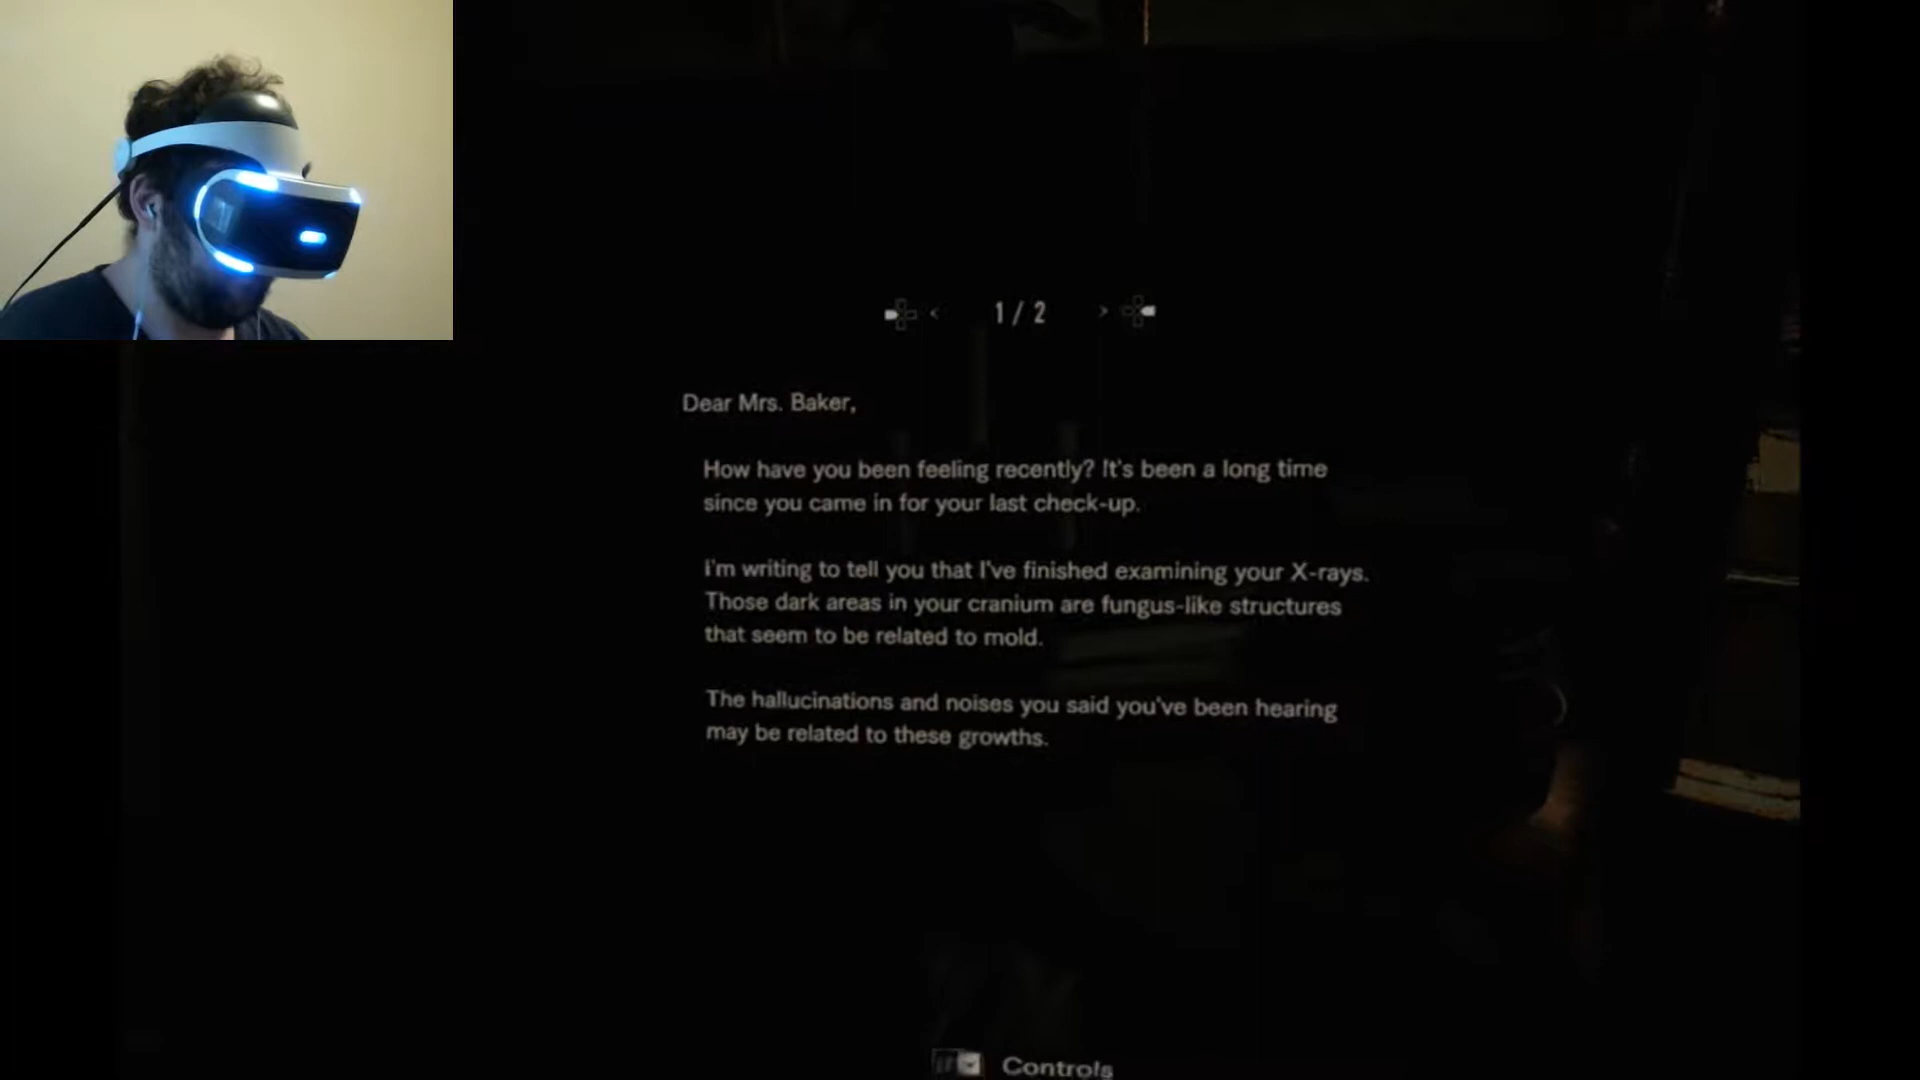 < 1 / 2 >
Dear Mrs. Baker,
How have you been feeling recently? It's been a long time
since you came in for your last check-up.
I'm writing to tell you that I've finished examining your X-rays.
Those dark areas in your cranium are fungus-like structures
that seem to be related to mold.
The hallucinations and noises you said you've been hearing
may be related to these growths.
Controls